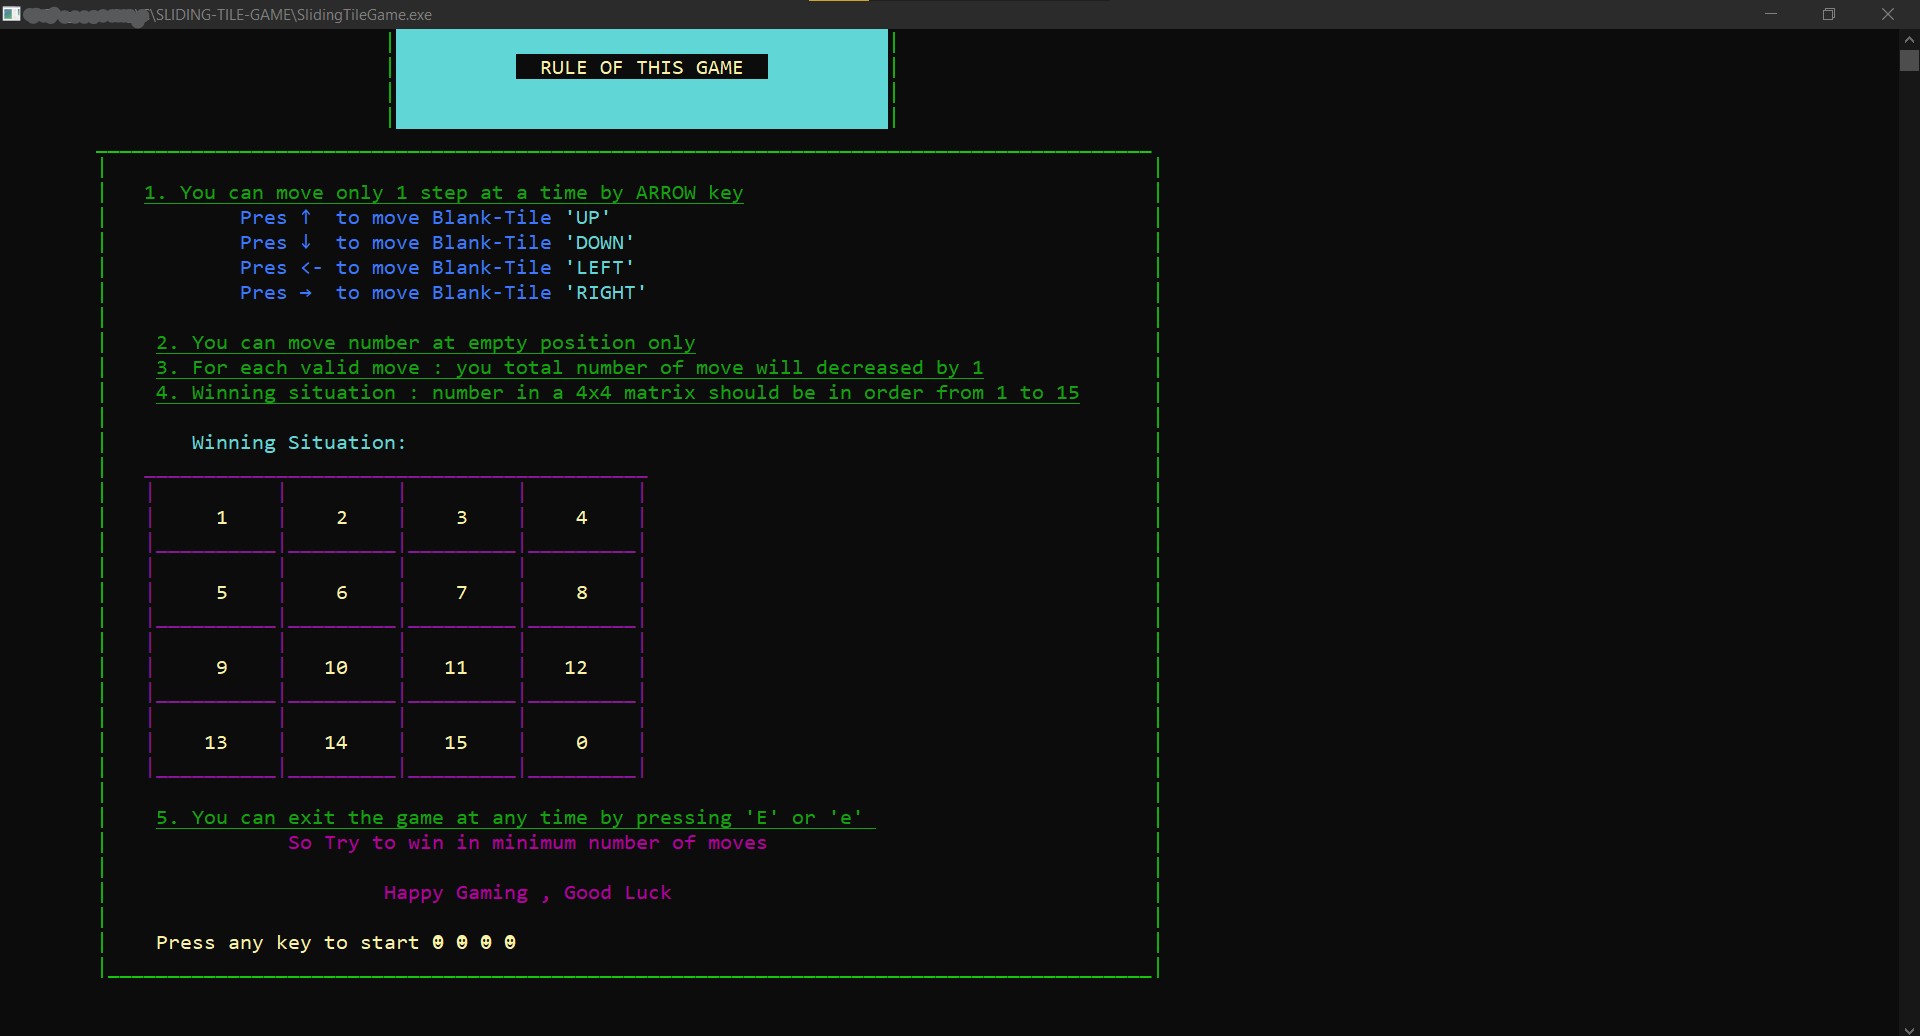 \SLIDING-TILE-GAME\SlidingTileGame.exe
RULE OF THIS GAME
1. You can move only 1 step at a time by ARROW key
Pres ↑ to move Blank-Tile 'UP'
Pres ↓ to move Blank-Tile 'DOWN'
Pres <- to move Blank-Tile 'LEFT'
Pres → to move Blank-Tile 'RIGHT'
2. You can move number at empty position only
3. For each valid move : you total number of move will decreased by 1
4. Winning situation : number in a 4x4 matrix should be in order from 1 to 15
Winning Situation:
1 2 3 4
5 6 7 8
9 10 11 12
13 14 15 0
5. You can exit the game at any time by pressing 'E' or 'e'
So Try to win in minimum number of moves
Happy Gaming , Good Luck
Press any key to start